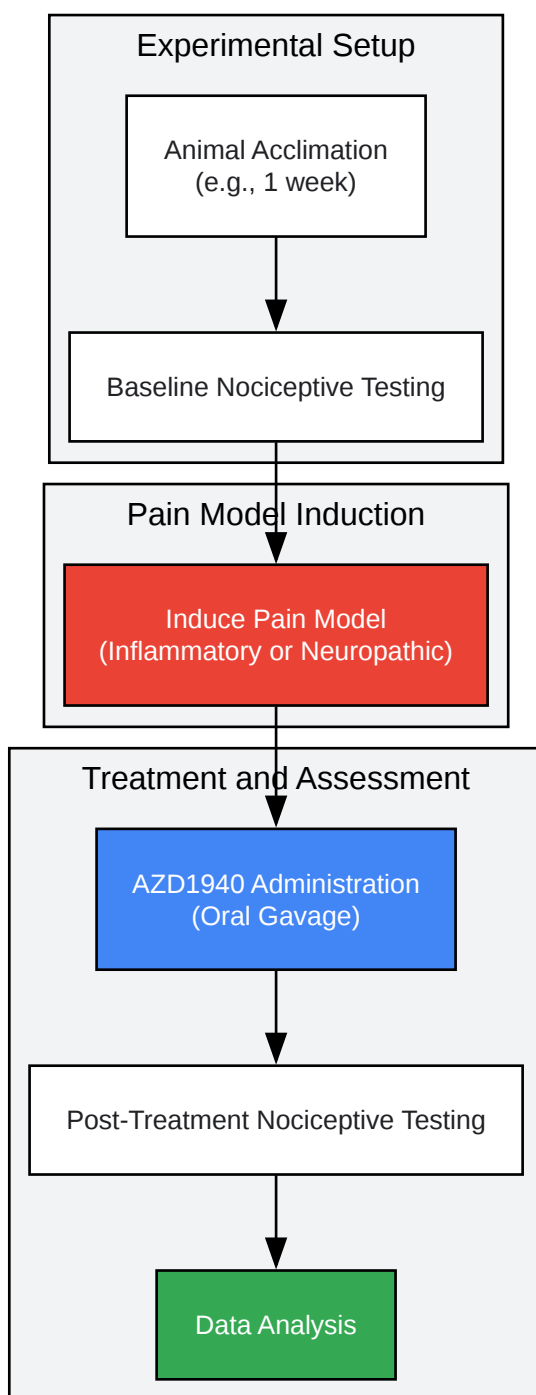 Experimental Setup
Animal Acclimation
(e.g., 1 week)
Baseline Nociceptive Testing
Pain Model Induction
Induce Pain Model
(Inflammatory or Neuropathic)
Treatment and Assessment
AZD1940 Administration
(Oral Gavage)
Post-Treatment Nociceptive Testing
Data Analysis